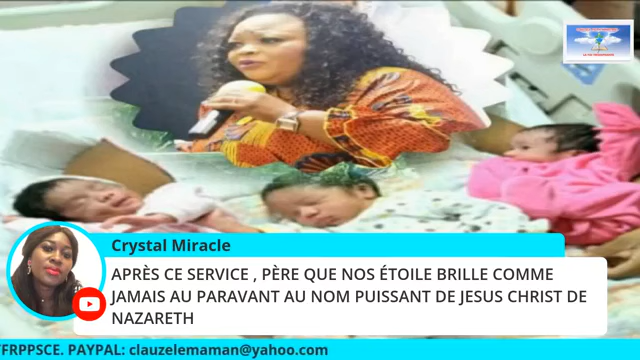 Crystal Miracle
APRÈS CE SERVICE , PÈRE QUE NOS ÉTOILE BRILLE COMME
JAMAIS AU PARAVANT AU NOM PUISSANT DE JESUS CHRIST DE
NAZARETH
FRPPSCE. PAYPAL: clauzelemaman@yahoo.com